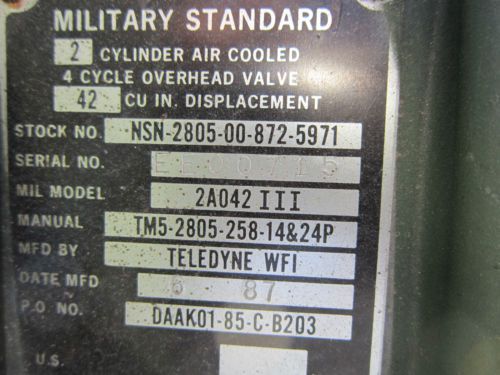 MILITARY STANDARD
2 CYLINDER AIR COOLED
4 CYCLE OVERHEAD VALVE
42 CU IN. DISPLACEMENT
STOCK NO. NSN-2805-00-872-5971
SERIAL NO. EE00715
MIL MODEL 2A042 III
MANUAL TM5-2805-258-14&24P
MFD BY TELEDYNE WFI
DATE MFD 6 87
P.O NO. DAAK01-85-C-B203
U.S.